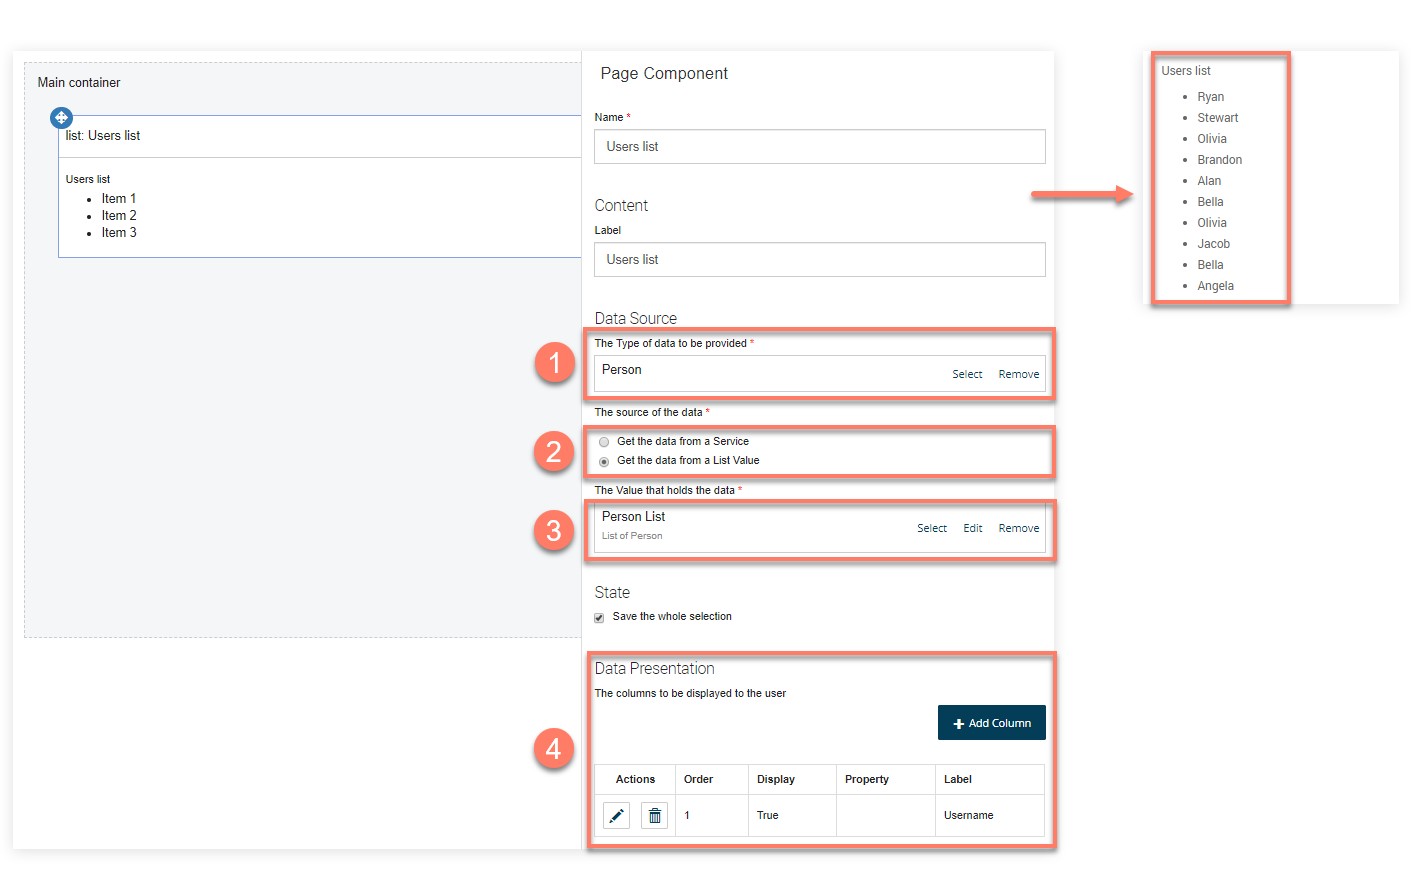 Main container
list: Users list
Users list
Item 1
Item 2
Item 3
Page Component
Name *
Users list
Content
Label
Users list
Data Source
1
The Type of data to be provided *
Person
Select Remove
The source of the data *
2
Get the data from a Service
Get the data from a List Value
The Value that holds the data *
3
Person List
List of Person
Select Edit Remove
State
Save the whole selection
4
Data Presentation
The columns to be displayed to the user
Add Column
Actions Order Display Property Label
1 True Username
Users list
Ryan
Stewart
Olivia
Brandon
Alan
Bella
Olivia
Jacob
Bella
Angela